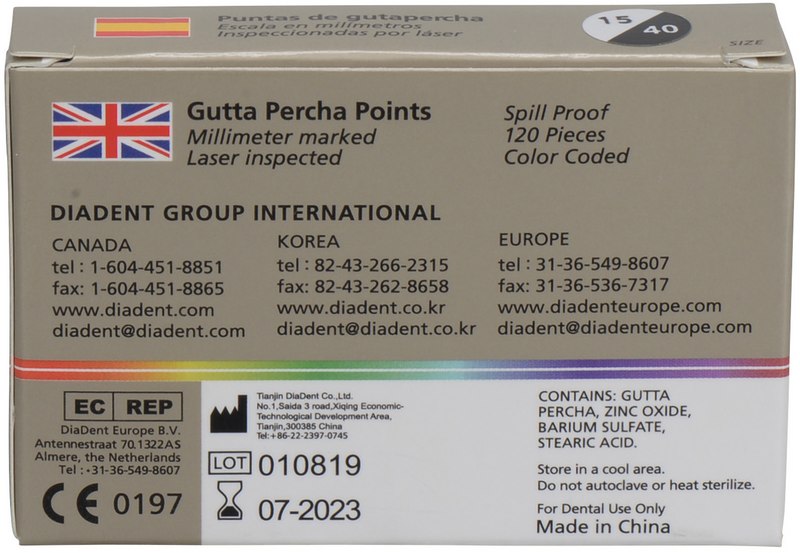 Puntas de gutapercha
Escala en milímetros
Inspeccionadas por láser
15
40
SIZE
Gutta Percha Points
Millimeter marked
Laser inspected
Spill Proof
120 Pieces
Color Coded
DIADENT GROUP INTERNATIONAL
CANADA
tel : 1-604-451-8851
fax: 1-604-451-8865
www.diadent.com
diadent@diadent.com
KOREA
tel : 82-43-266-2315
fax: 82-43-262-8658
www.diadent.co.kr
diadent@diadent.co.kr
EUROPE
tel : 31-36-549-8607
fax: 31-36-536-7317
www.diadenteurope.com
diadent@diadenteurope.com
EC REP
DiaDent Europe B.V.
Antennestraat 70.1322AS
Almere, the Netherlands
Tel : +31-36-549-8607
CE 0197
Tianjin DiaDent Co.,Ltd.
No.1,Saida 3 road,Xiqing Economic-
Technological Development Area,
Tianjin,300385 China
Tel:+86-22-2397-0745
LOT 010819
07-2023
CONTAINS: GUTTA
PERCHA, ZINC OXIDE,
BARIUM SULFATE,
STEARIC ACID.
Store in a cool area.
Do not autoclave or heat sterilize.
For Dental Use Only
Made in China